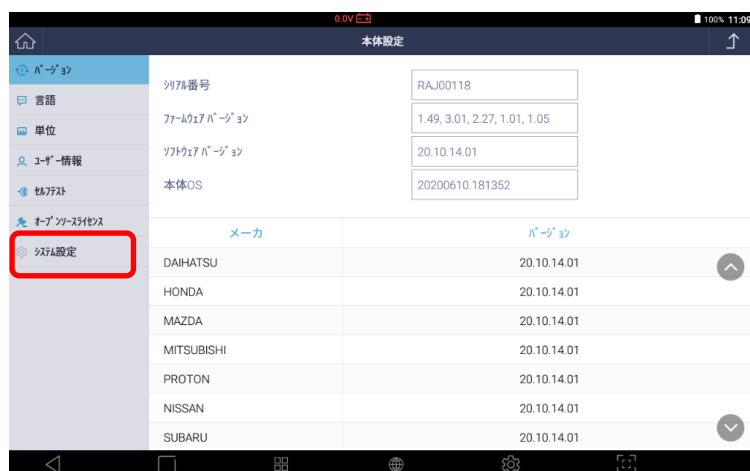 0.0V
100% 11:09
本体設定
ﾊﾞｰｼﾞｮﾝ
言語
単位
ﾕｰｻﾞｰ情報
ｾﾙﾌﾃｽﾄ
ｵｰﾌﾟﾝｿｰｽﾗｲｾﾝｽ
ｼｽﾃﾑ設定
ｼﾘｱﾙ番号 RAJ00118
ﾌｧｰﾑｳｪｱ ﾊﾞｰｼﾞｮﾝ 1.49, 3.01, 2.27, 1.01, 1.05
ｿﾌﾄｳｪｱ ﾊﾞｰｼﾞｮﾝ 20.10.14.01
本体OS 20200610.181352
メーカ ﾊﾞｰｼﾞｮﾝ
DAIHATSU 20.10.14.01
HONDA 20.10.14.01
MAZDA 20.10.14.01
MITSUBISHI 20.10.14.01
PROTON 20.10.14.01
NISSAN 20.10.14.01
SUBARU 20.10.14.01